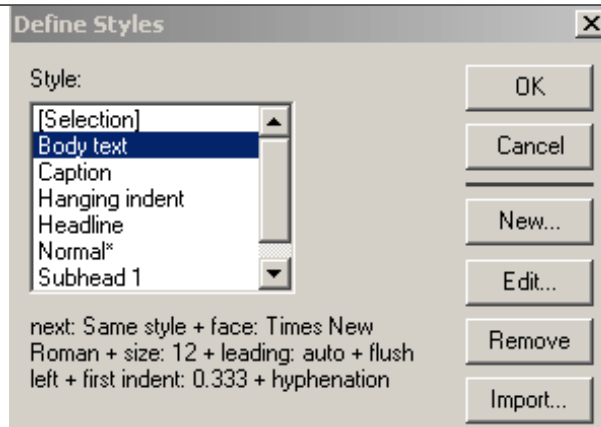 Define Styles
Style:
[Selection]
Body text
Caption
Hanging indent
Headline
Normal*
Subhead 1
next: Same style + face: Times New
Roman + size: 12 + leading: auto + flush
left + first indent: 0.333 + hyphenation
OK
Cancel
New...
Edit...
Remove
Import...